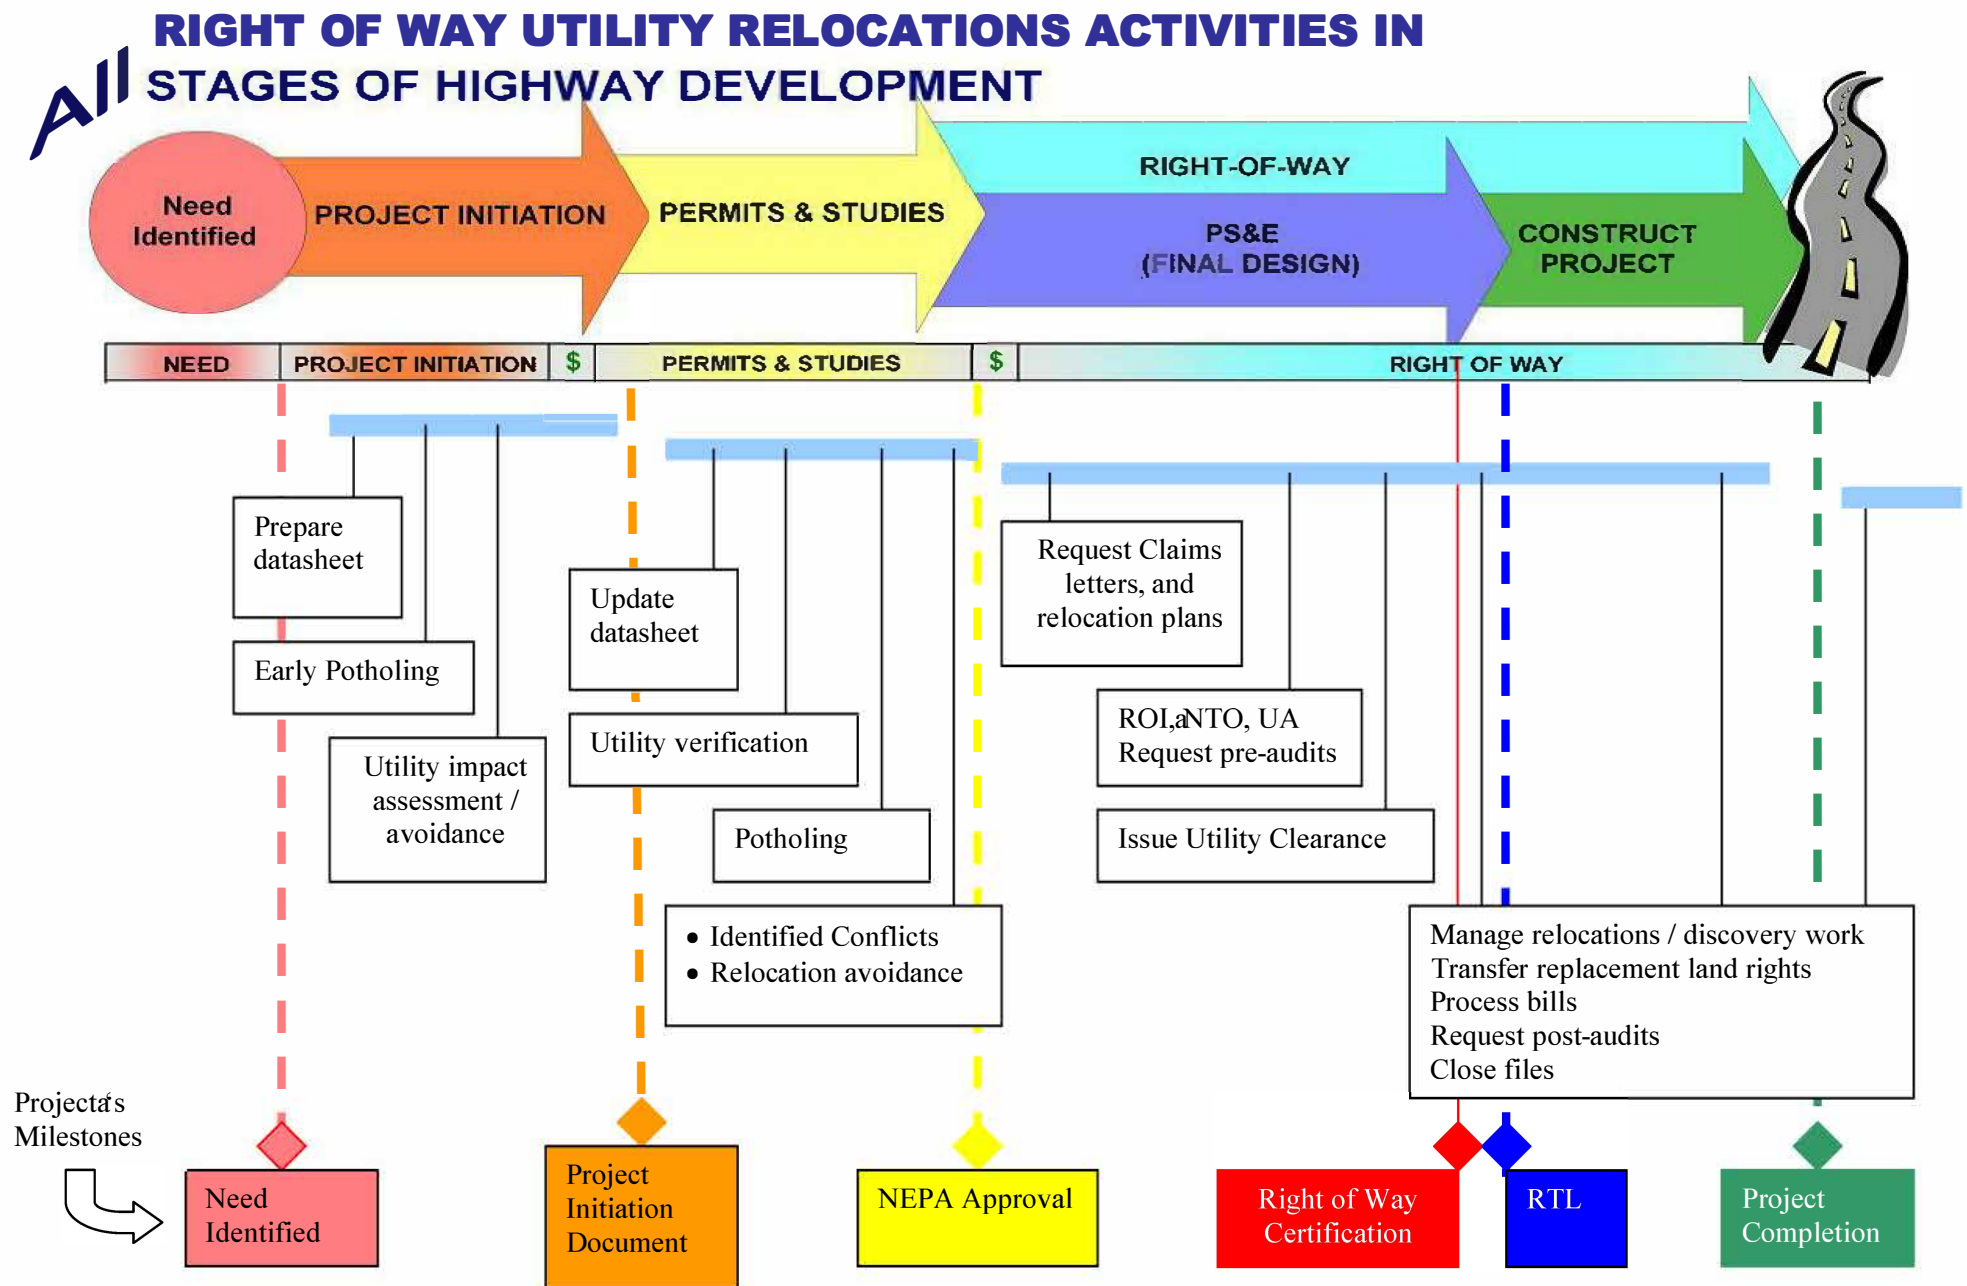 RIGHT OF WAY UTILITY RELOCATIONS ACTIVITIES IN
All STAGES OF HIGHWAY DEVELOPMENT
Need
Identified
PROJECT INITIATION
PERMITS & STUDIES
RIGHT-OF-WAY
PS&E
(FINAL DESIGN)
CONSTRUCT
PROJECT
NEED
PROJECT INITIATION
$
PERMITS & STUDIES
$
RIGHT OF WAY
Prepare
datasheet
Early Potholing
Utility impact
assessment /
avoidance
Update
datasheet
Utility verification
Potholing
• Identified Conflicts
• Relocation avoidance
Request Claims
letters, and
relocation plans
ROI,aNTO, UA
Request pre-audits
Issue Utility Clearance
Manage relocations / discovery work
Transfer replacement land rights
Process bills
Request post-audits
Close files
Projectá's
Milestones
Need
Identified
Project
Initiation
Document
NEPA Approval
Right of Way
Certification
RTL
Project
Completion